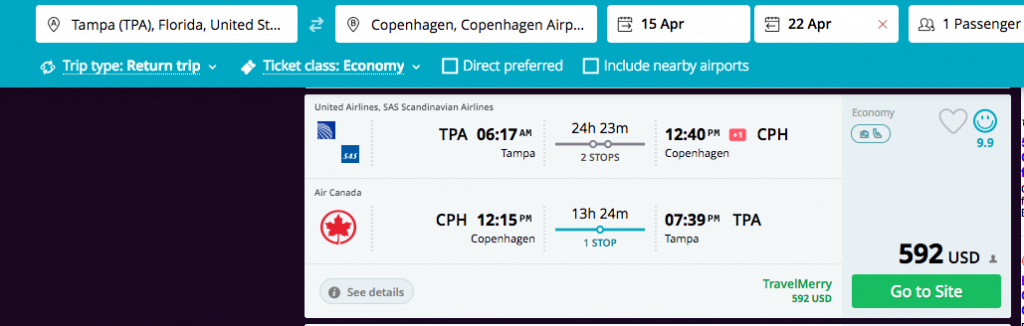 Tampa (TPA), Florida, United St...
Copenhagen, Copenhagen Airp...
15 Apr
22 Apr
1 Passenger
Trip type: Return trip
Ticket class: Economy
Direct preferred
Include nearby airports
United Airlines, SAS Scandinavian Airlines
SAS
TPA 06:17 AM
Tampa
24h 23m
2 STOPS
12:40 PM +1 CPH
Copenhagen
Economy
9.9
Air Canada
CPH 12:15 PM
Copenhagen
13h 24m
1 STOP
07:39 PM TPA
Tampa
592 USD
See details
TravelMerry
592 USD
Go to Site